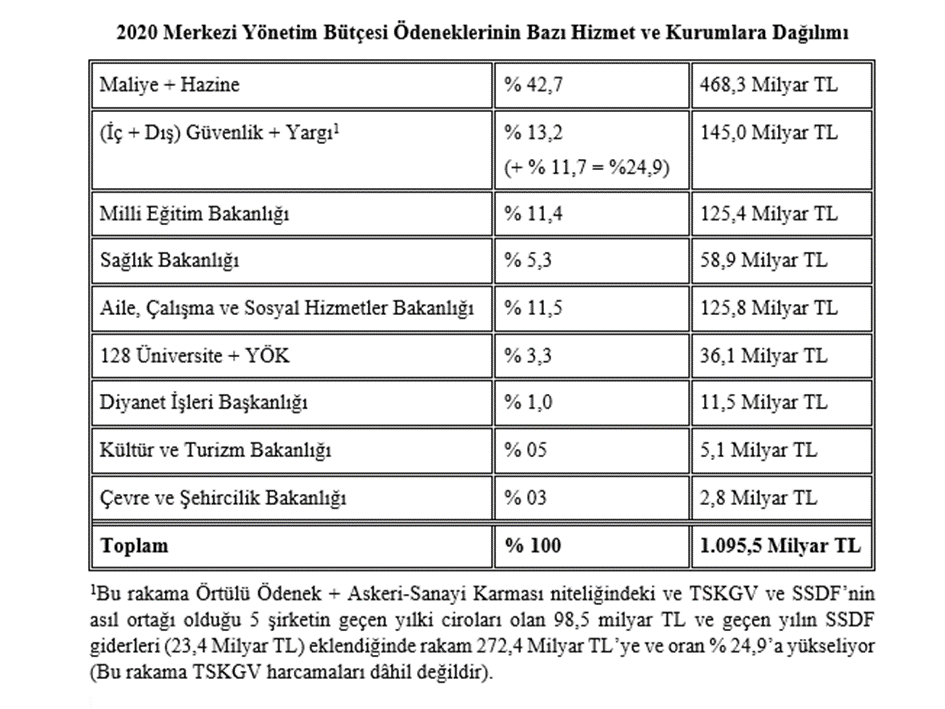 2020 Merkezi Yönetim Bütçesi Ödeneklerinin Bazı Hizmet ve Kurumlara Dağılımı
Maliye + Hazine % 42,7 468,3 Milyar TL
(İç + Dış) Güvenlik + Yargı¹ % 13,2 145,0 Milyar TL
(+ % 11,7 = %24,9)
Milli Eğitim Bakanlığı % 11,4 125,4 Milyar TL
Sağlık Bakanlığı % 5,3 58,9 Milyar TL
Aile, Çalışma ve Sosyal Hizmetler Bakanlığı % 11,5 125,8 Milyar TL
128 Üniversite + YÖK % 3,3 36,1 Milyar TL
Diyanet İşleri Başkanlığı % 1,0 11,5 Milyar TL
Kültür ve Turizm Bakanlığı % 05 5,1 Milyar TL
Çevre ve Şehircilik Bakanlığı % 03 2,8 Milyar TL
Toplam % 100 1.095,5 Milyar TL
¹Bu rakama Örtülü Ödenek + Askeri-Sanayi Karması niteliğindeki ve TSKGV ve SSDF’nin
asıl ortağı olduğu 5 şirketin geçen yılki ciroları olan 98,5 milyar TL ve geçen yılın SSDF
giderleri (23,4 Milyar TL) eklendiğinde rakam 272,4 Milyar TL’ye ve oran % 24,9’a yükseliyor
(Bu rakama TSKGV harcamaları dâhil değildir).